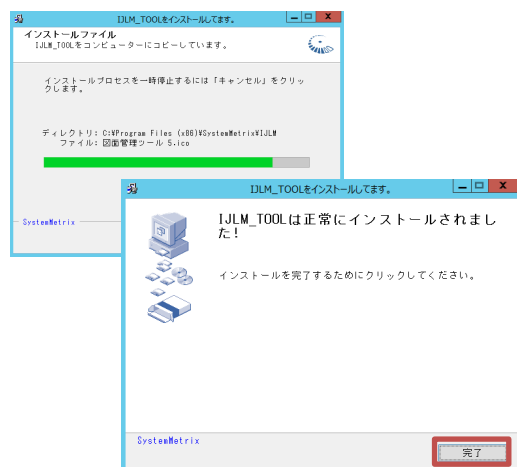 IJLM_TOOLをインストールしてます。
インストールファイル
IJLM_TOOLをコンピューターにコピーしています。
インストールプロセスを一時停止するには「キャンセル」をクリッ
クします。
ディレクトリ: C:¥Program Files (x86)¥SystemMetrix¥IJLM
ファイル: 図面管理ツール 5.ico
SystemMetrix
IJLM_TOOLをインストールしてます。
IJLM_TOOLは正常にインストールされまし
た!
インストールを完了するためにクリックしてください。
SystemMetrix
完了